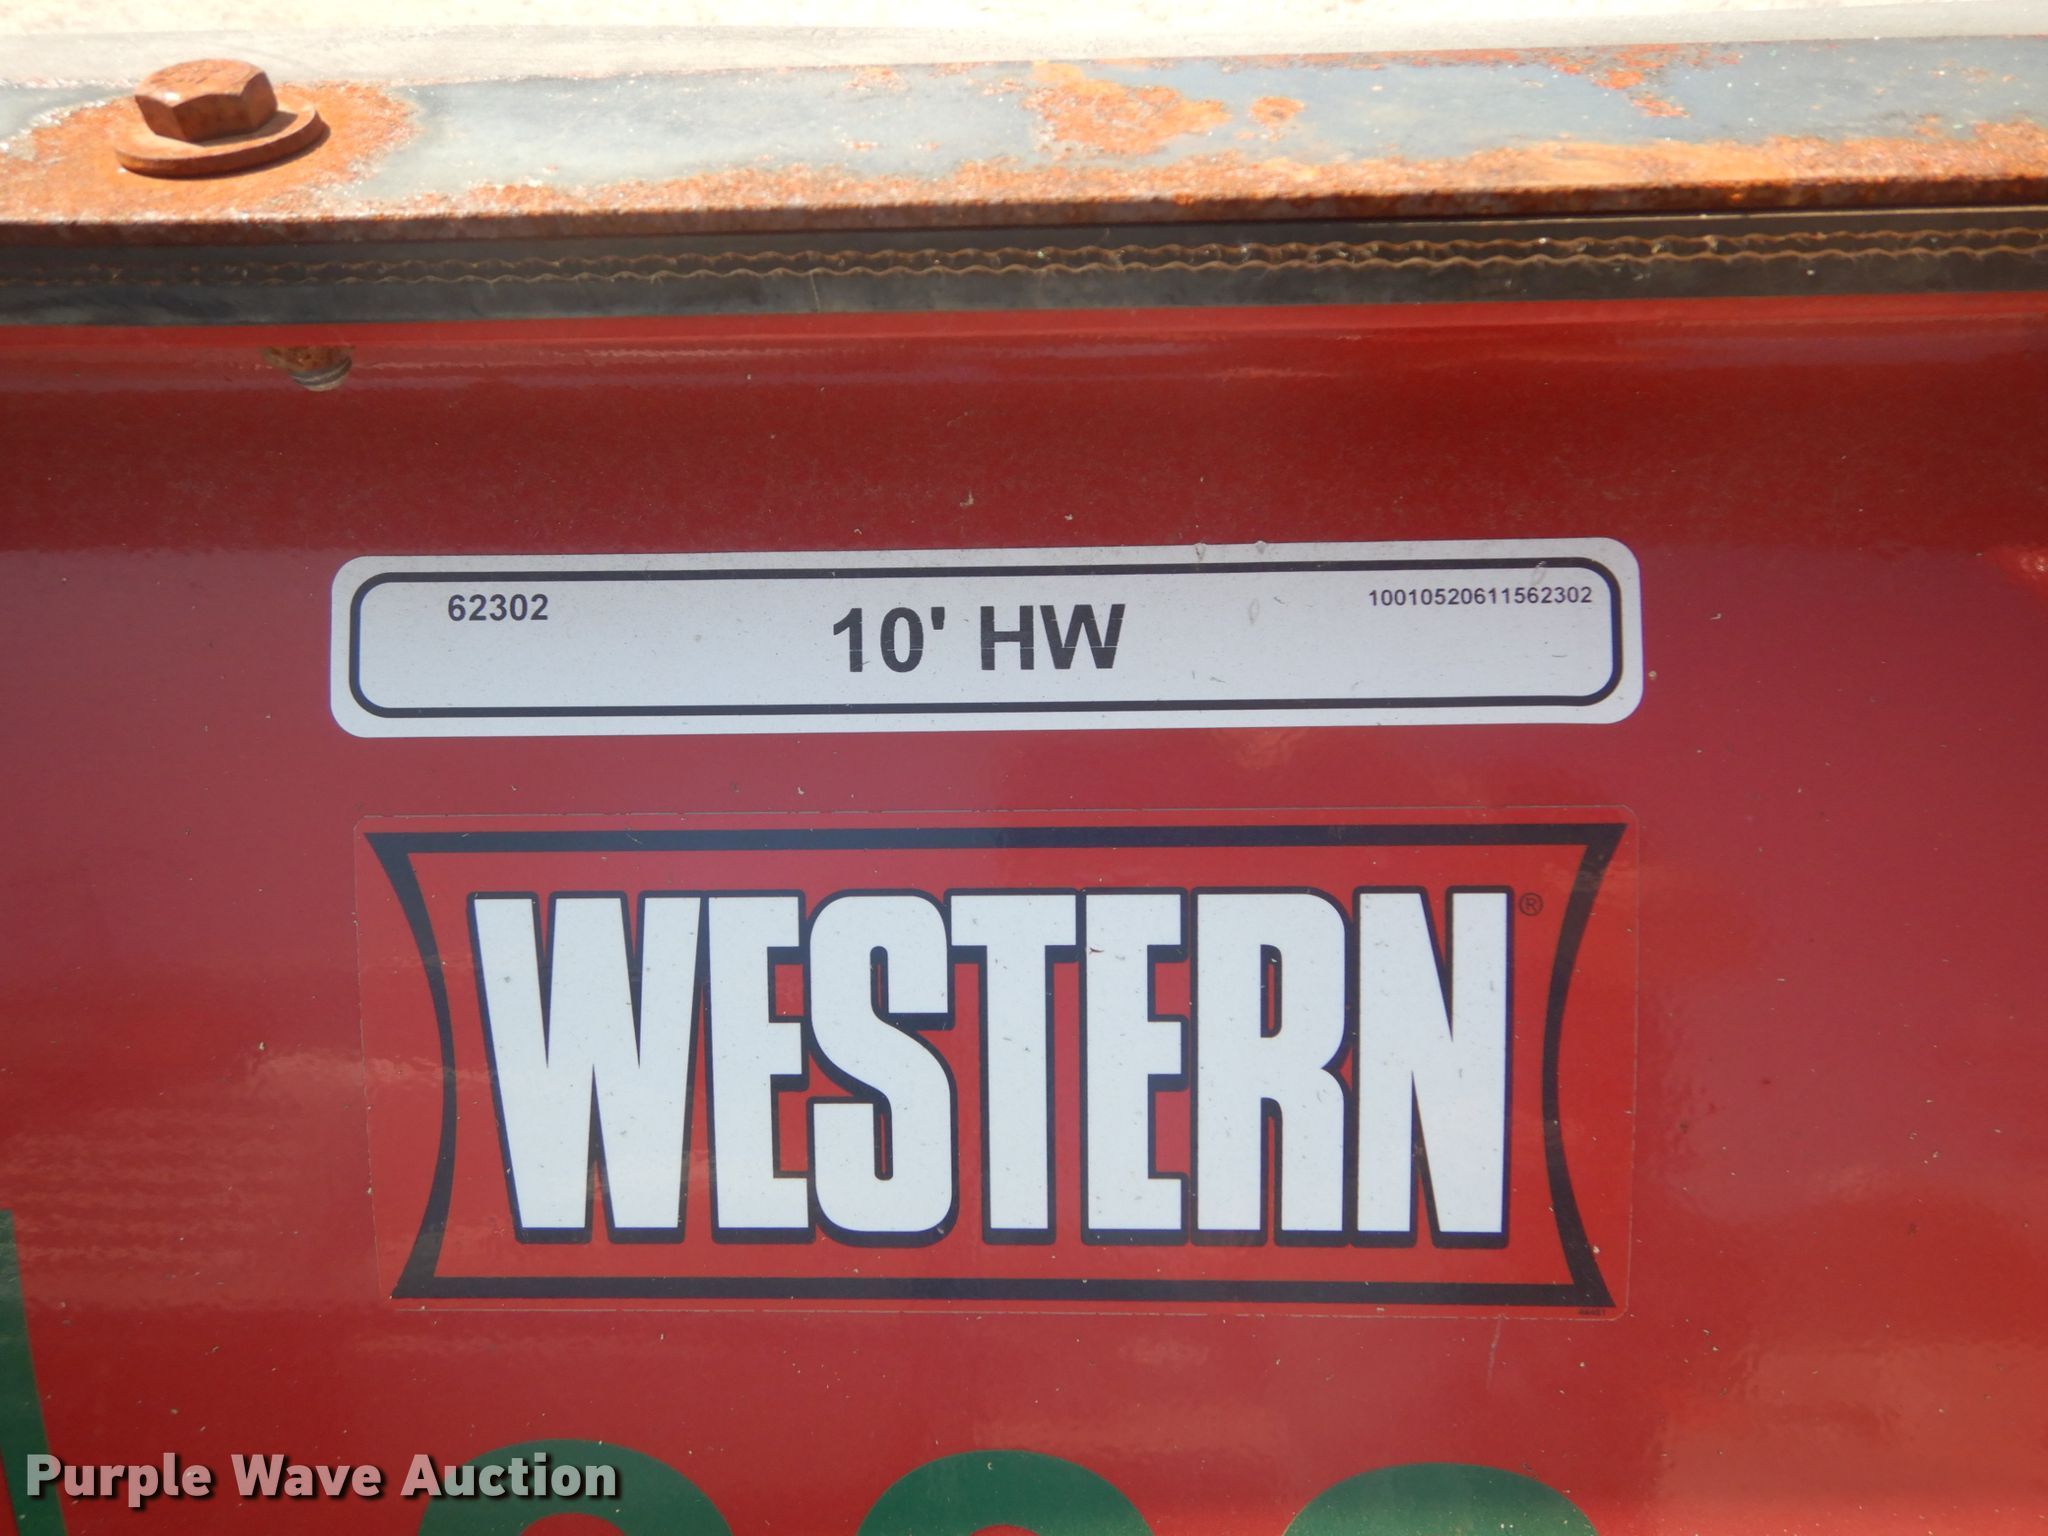 62302
10' HW
10010520611562302
WESTERN®
Purple Wave Auction